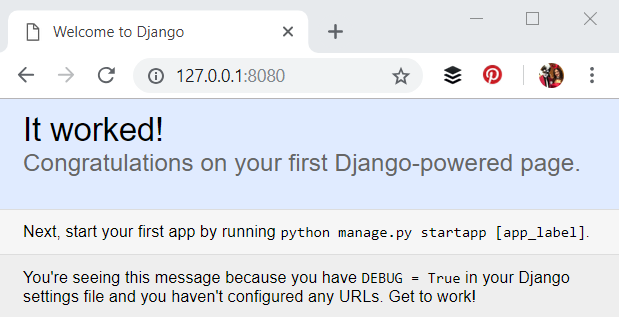 Welcome to Django
127.0.0.1:8080
It worked!
Congratulations on your first Django-powered page.
Next, start your first app by running python manage.py startapp [app_label].
You're seeing this message because you have DEBUG = True in your Django
settings file and you haven't configured any URLs. Get to work!